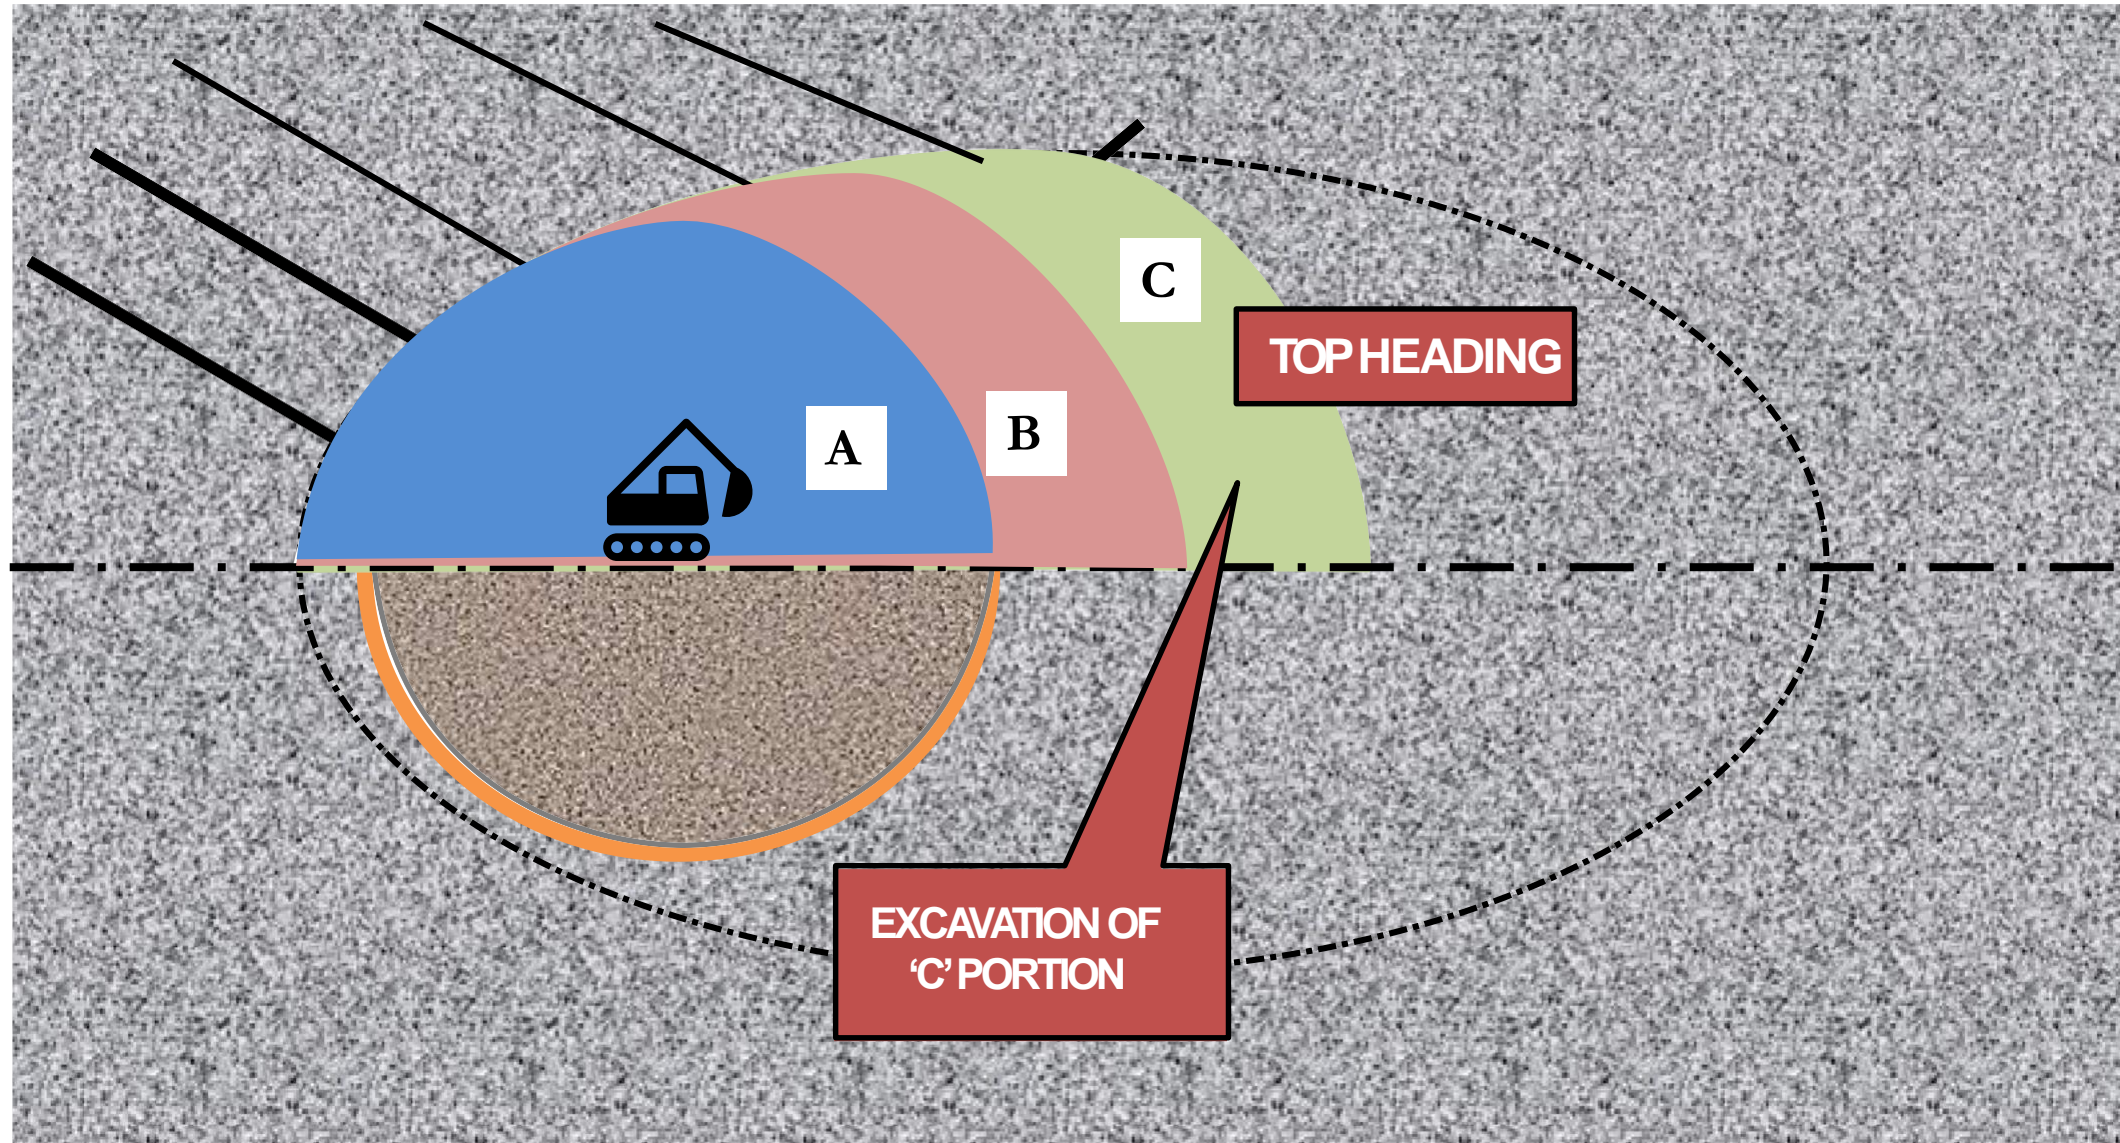 C
TOP HEADING
B
A
EXCAVATION OF
‘C’ PORTION